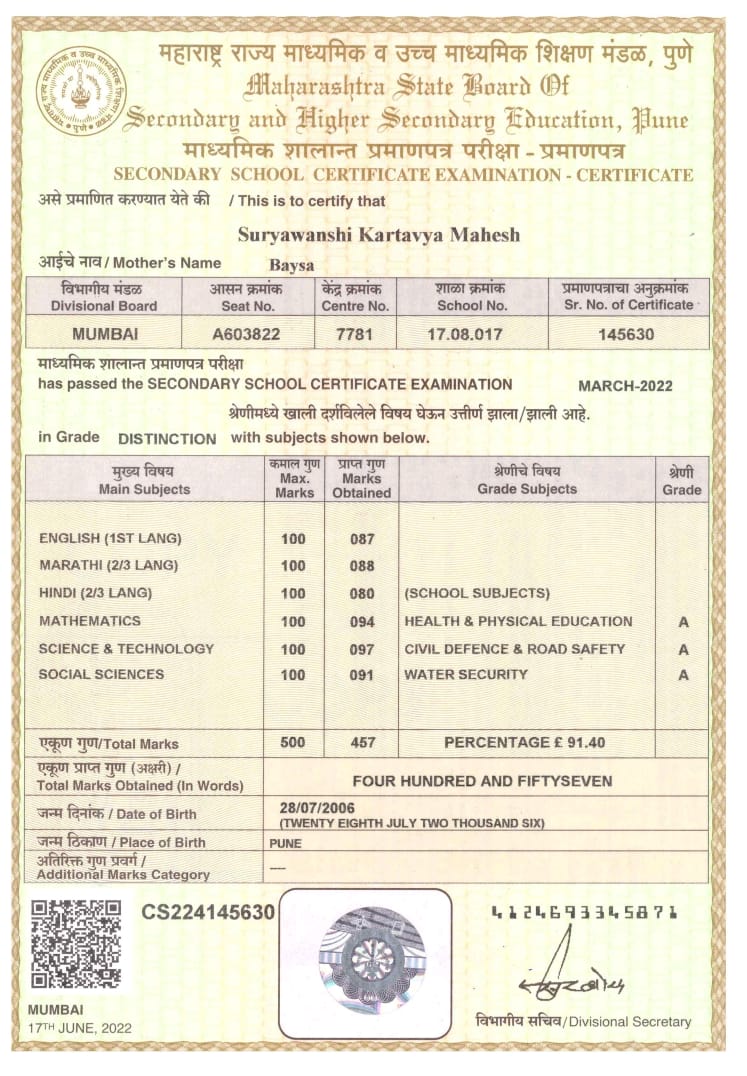 महाराष्ट्र राज्य माध्यमिक व उच्च माध्यमिक शिक्षण मंडळ, पुणे
Maharashtra State Board Of
Secondary and Higher Secondary Education, Pune
माध्यमिक शालान्त प्रमाणपत्र परीक्षा - प्रमाणपत्र
SECONDARY SCHOOL CERTIFICATE EXAMINATION - CERTIFICATE
असे प्रमाणित करण्यात येते की / This is to certify that
Suryawanshi Kartavya Mahesh
आईचे नाव / Mother's Name Baysa
विभागीय मंडळ आसन क्रमांक केंद्र क्रमांक शाळा क्रमांक प्रमाणपत्राचा अनुक्रमांक
Divisional Board Seat No. Centre No. School No. Sr. No. of Certificate
MUMBAI A603822 7781 17.08.017 145630
माध्यमिक शालान्त प्रमाणपत्र परीक्षा
has passed the SECONDARY SCHOOL CERTIFICATE EXAMINATION MARCH-2022
श्रेणीमध्ये खाली दर्शविलेले विषय घेऊन उत्तीर्ण झाला/झाली आहे.
in Grade DISTINCTION with subjects shown below.
मुख्य विषय कमाल गुण प्राप्त गुण श्रेणीचे विषय श्रेणी
Main Subjects Max. Marks Marks Obtained Grade Subjects Grade
ENGLISH (1ST LANG) 100 087
MARATHI (2/3 LANG) 100 088
HINDI (2/3 LANG) 100 080 (SCHOOL SUBJECTS)
MATHEMATICS 100 094 HEALTH & PHYSICAL EDUCATION A
SCIENCE & TECHNOLOGY 100 097 CIVIL DEFENCE & ROAD SAFETY A
SOCIAL SCIENCES 100 091 WATER SECURITY A
एकूण गुण/Total Marks 500 457 PERCENTAGE £ 91.40
एकूण प्राप्त गुण (अक्षरी) /
Total Marks Obtained (In Words) FOUR HUNDRED AND FIFTYSEVEN
जन्म दिनांक / Date of Birth 28/07/2006
(TWENTY EIGHTH JULY TWO THOUSAND SIX)
जन्म ठिकाण / Place of Birth PUNE
अतिरिक्त गुण प्रवर्ग /
Additional Marks Category ----
CS224145630 4124693345871
MUMBAI
17TH JUNE, 2022
विभागीय सचिव/Divisional Secretary